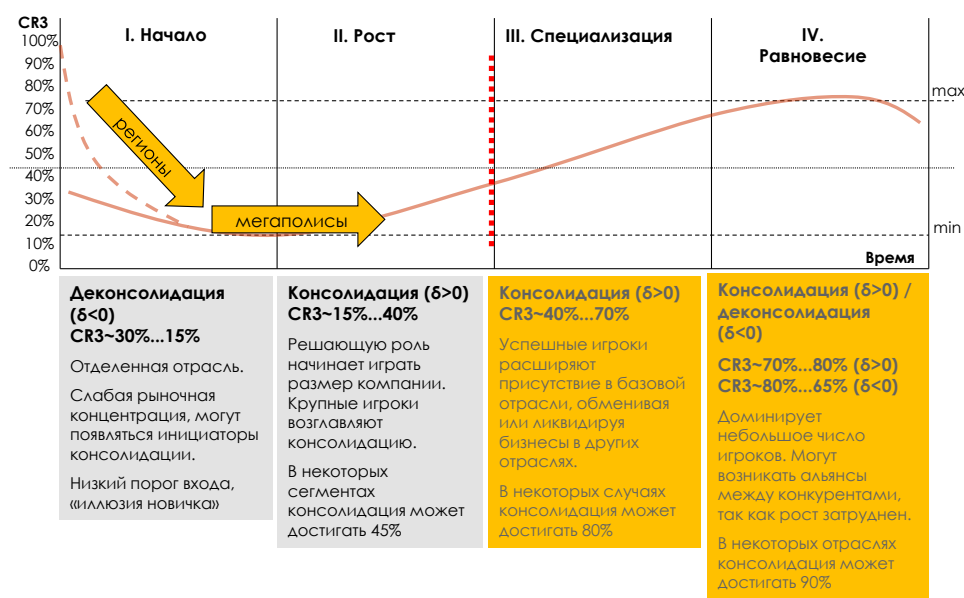 CR3
100%
90%
80%
70%
60%
50%
40%
30%
20%
10%
0%
I. Начало
II. Рост
III. Специализация
IV.
Равновесие
max
min
регионы
мегаполисы
Время
Деконсолидация
(δ<0)
CR3~30%...15%
Отделенная отрасль.
Слабая рыночная
концентрация, могут
появляться инициаторы
консолидации.
Низкий порог входа,
«иллюзия новичка»
Консолидация (δ>0)
CR3~15%...40%
Решающую роль
начинает играть
размер компании.
Крупные игроки
возглавляют
консолидацию.
В некоторых
сегментах
консолидация может
достигать 45%
Консолидация (δ>0)
CR3~40%...70%
Успешные игроки
расширяют
присутствие в базовой
отрасли, обменивая
или ликвидируя
бизнесы в других
отраслях.
В некоторых случаях
консолидация может
достигать 80%
Консолидация (δ>0) /
деконсолидация
(δ<0)
CR3~70%...80% (δ>0)
CR3~80%...65% (δ<0)
Доминирует
небольшое число
игроков. Могут
возникать альянсы
между конкурентами,
так как рост затруднен.
В некоторых отраслях
консолидация может
достигать 90%